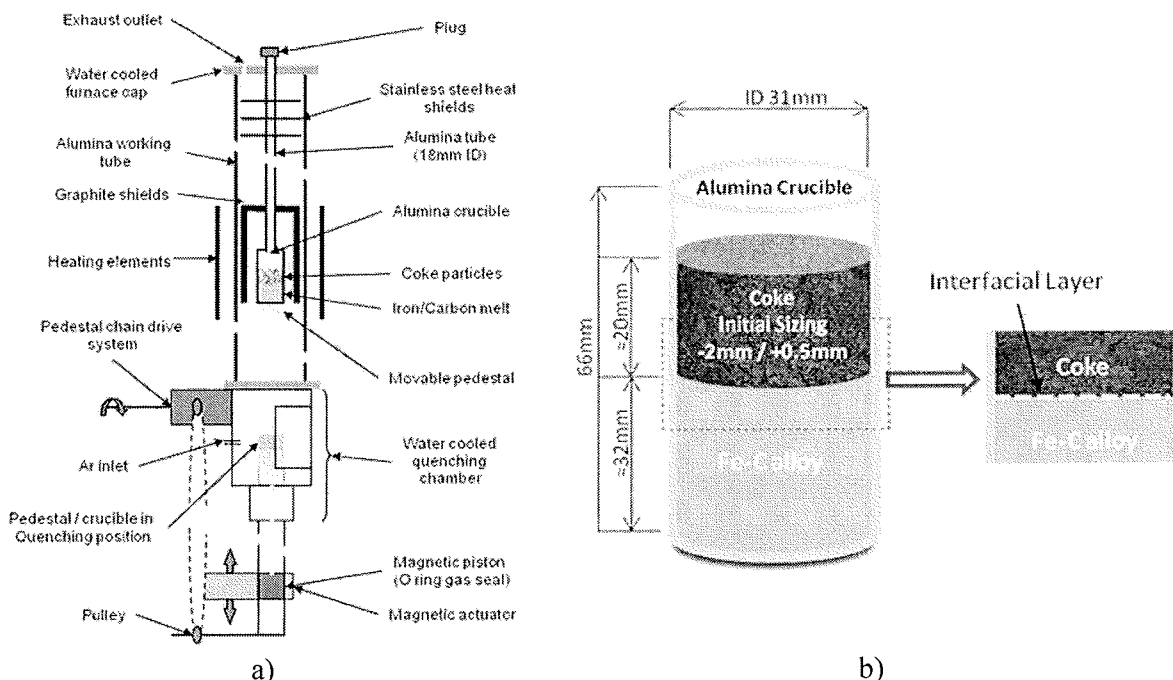 Exhaust outlet
Plug
Water cooled
furnace cap
Stainless steel heat
shields
Alumina working
tube
Alumina tube
(18mm ID)
Graphite shields
Alumina crucible
Heating elements
Coke particles
Iron/Carbon melt
Pedestal chain drive
system
Movable pedestal
Ar inlet
Water cooled
quenching
chamber
Pedestal / crucible in
Quenching position
Magnetic piston
(O ring gas seal)
Magnetic actuator
Pulley
a)
ID 31mm
Alumina Crucible
66mm
≈20mm
≈32mm
Coke
Initial Sizing
-2mm / +0.5mm
Fe-C alloy
Interfacial Layer
Coke
Fe-C alloy
b)